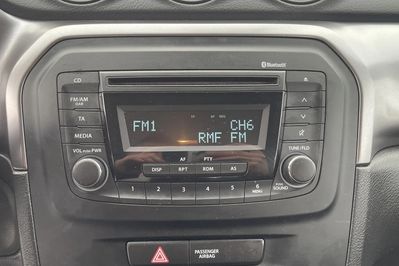 Bluetooth
CD
FM/AM
TA
MEDIA
VOL PUSH PWR
FM1 CH6
RMF FM
AF PTY
DISP RPT RDM AS
1 2 3 4 5 6
MENU
TUNE/FLD
PUSH SOUND
PASSENGER
AIRBAG